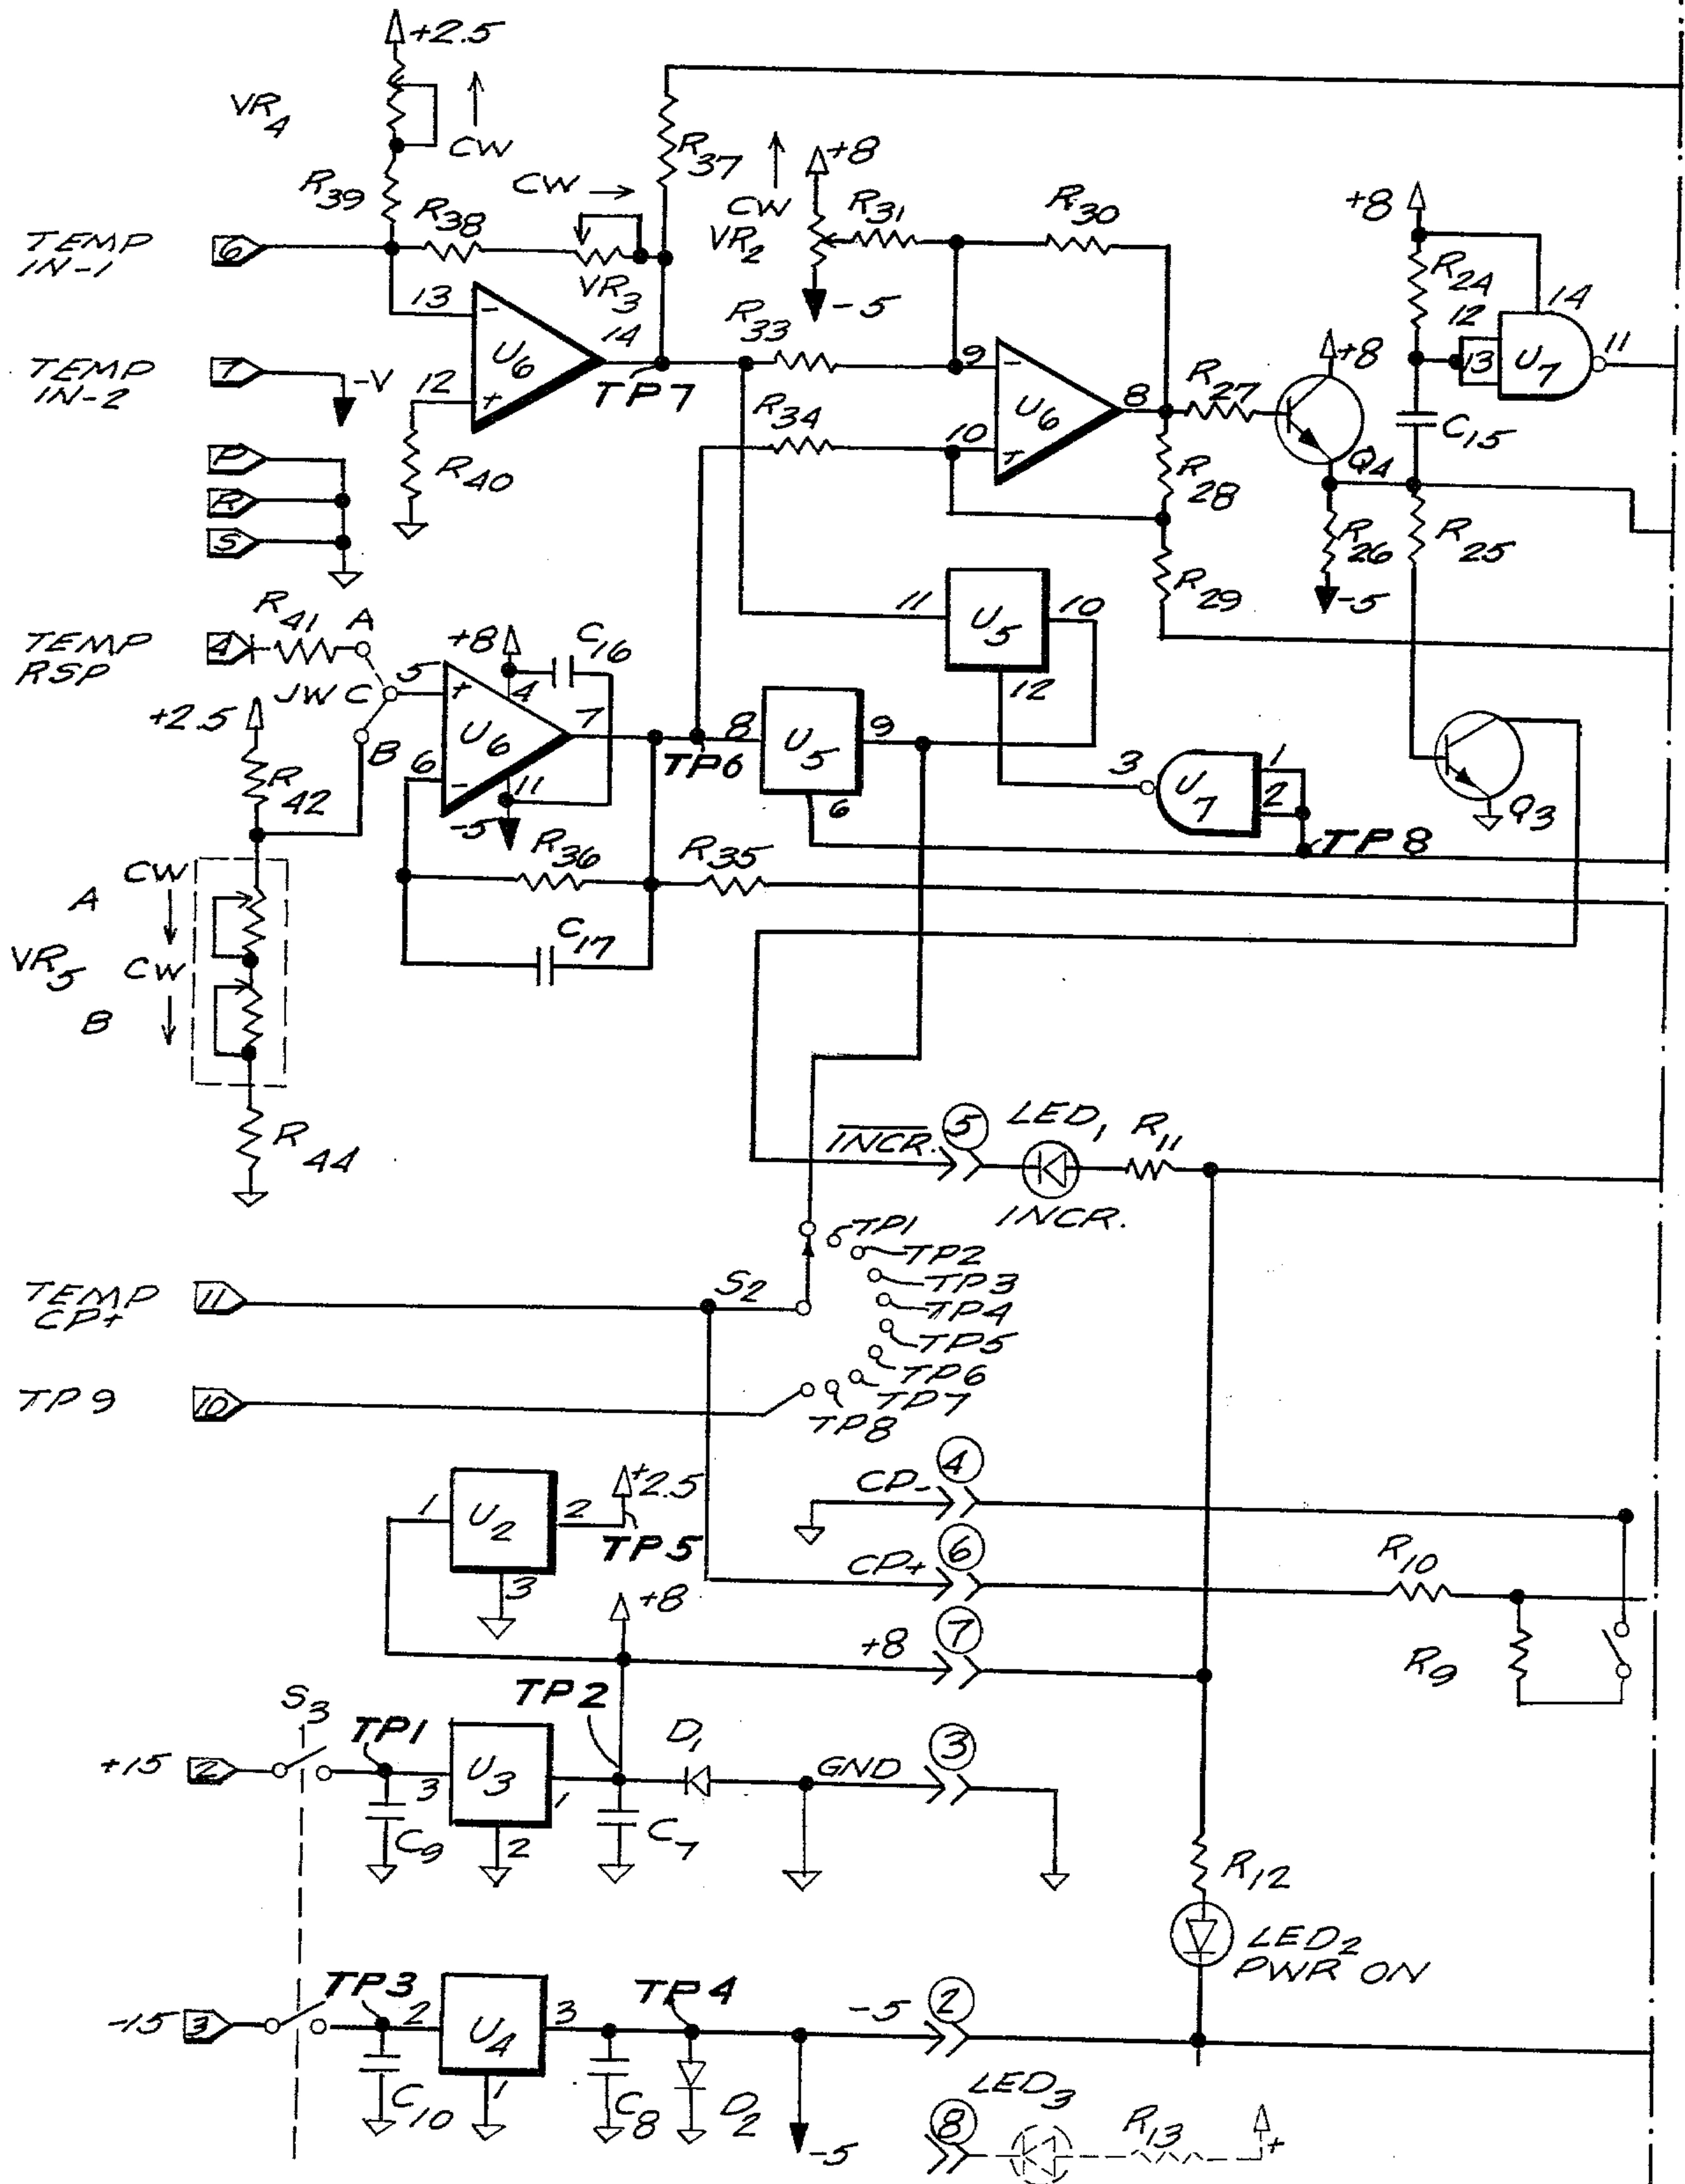 +2.5
VR4
CW
R39
R38
CW
R37
CW
VR2
+8
R31
R30
+8
R24
14
12
13
U7
11
TEMP
IN-1
6
VR3
-5
13
-
U6
14
12
+
TP7
R33
9
-
U6
8
10
+
R27
+8
C15
Q4
TEMP
IN-2
7
-V
R34
R28
P
R40
R
S
R26
R25
-5
R29
11
U5
10
12
TEMP
RSP
4
R41
A
JW C
B
+8
C16
5
+
4
U6
7
6
-
11
-5
TP6
8
U5
9
6
3
U7
1
2
TP8
Q3
+2.5
R42
R36
R35
C17
CW
A
VR5
CW
B
R44
INCR.
5
LED1
R11
INCR.
TP1
TP2
TP3
TP4
TP5
TP6
TP7
TP8
TEMP
CP+
11
S2
TP9
10
CP-
4
1
U2
2
+2.5
TP5
3
CP+
6
R10
+8
+8
7
R9
TP2
S3
TP1
+15
2
3
U3
1
2
D1
GND
3
C9
C7
R12
LED2
PWR ON
TP3
TP4
-15
3
2
U4
3
1
-5
2
C10
C8
D2
-5
LED3
8
R13
+